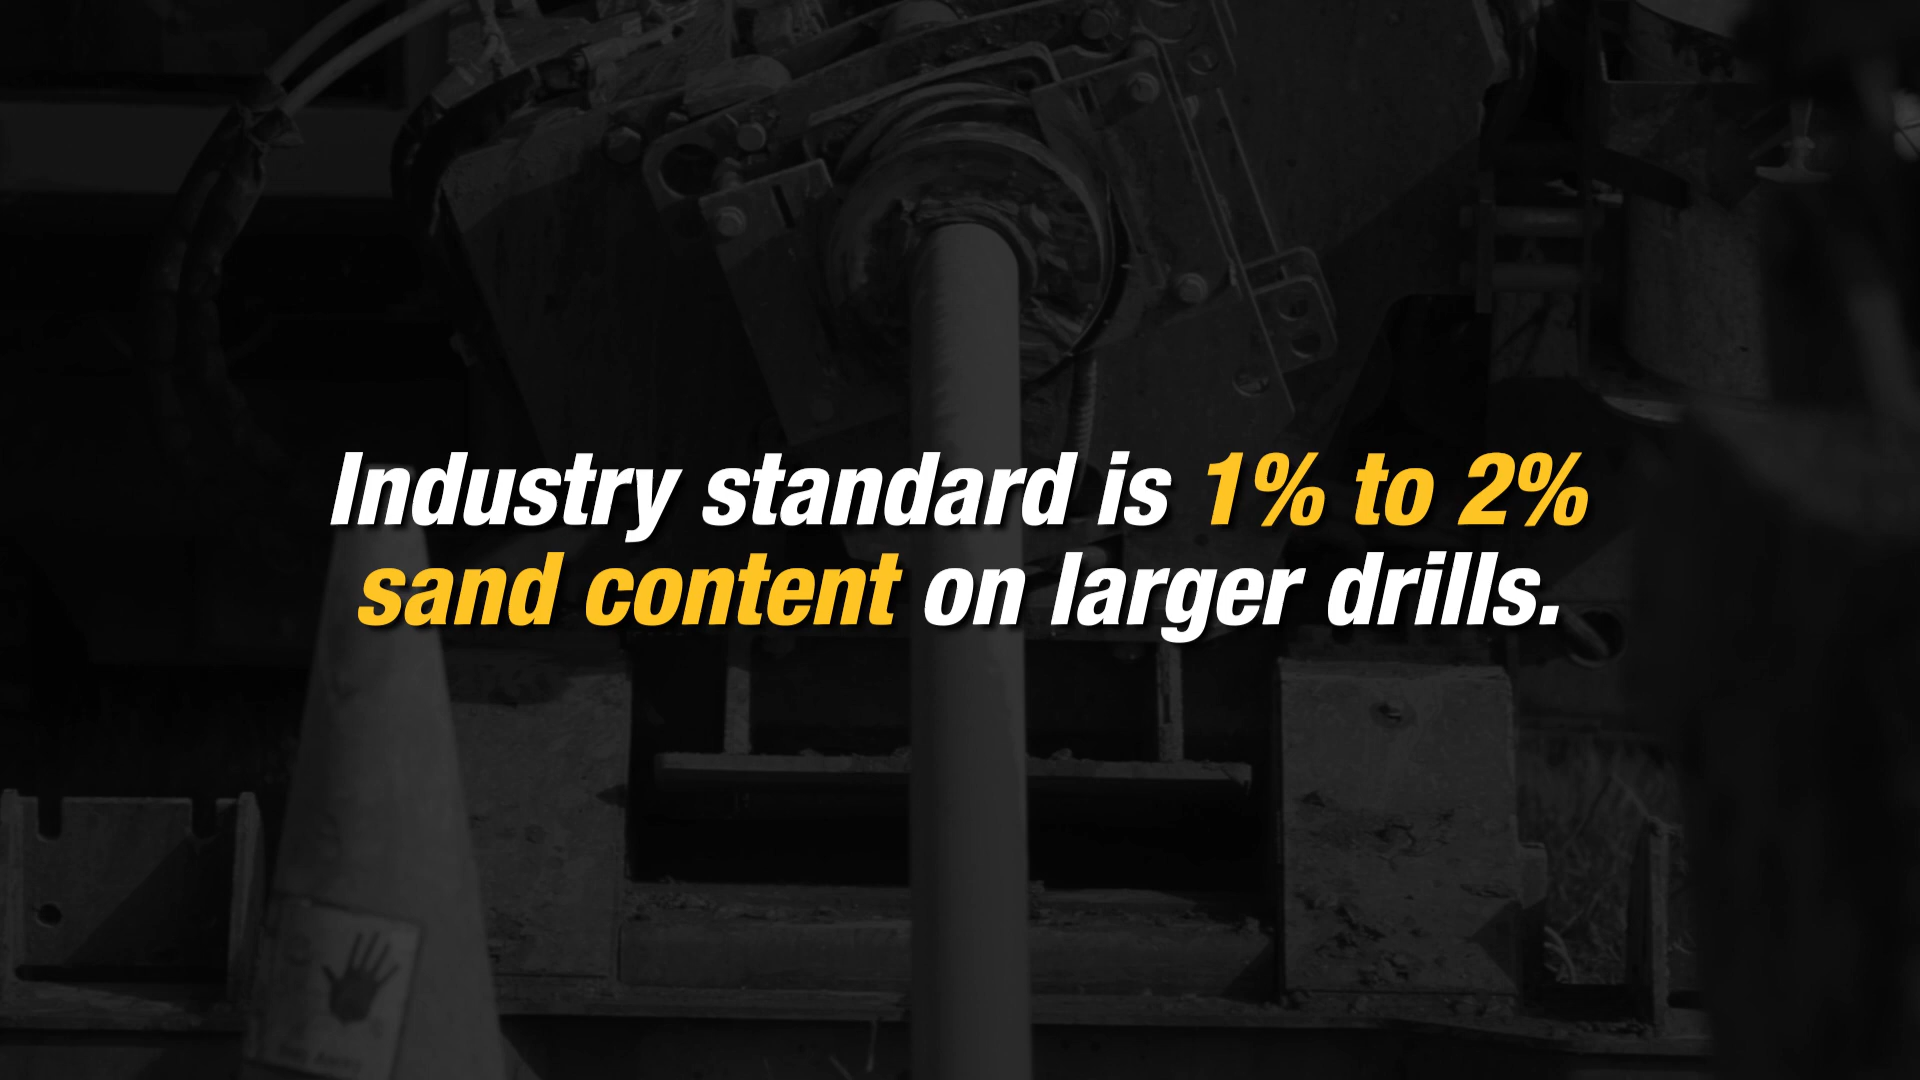 Industry standard is 1% to 2%
sand content on larger drills.